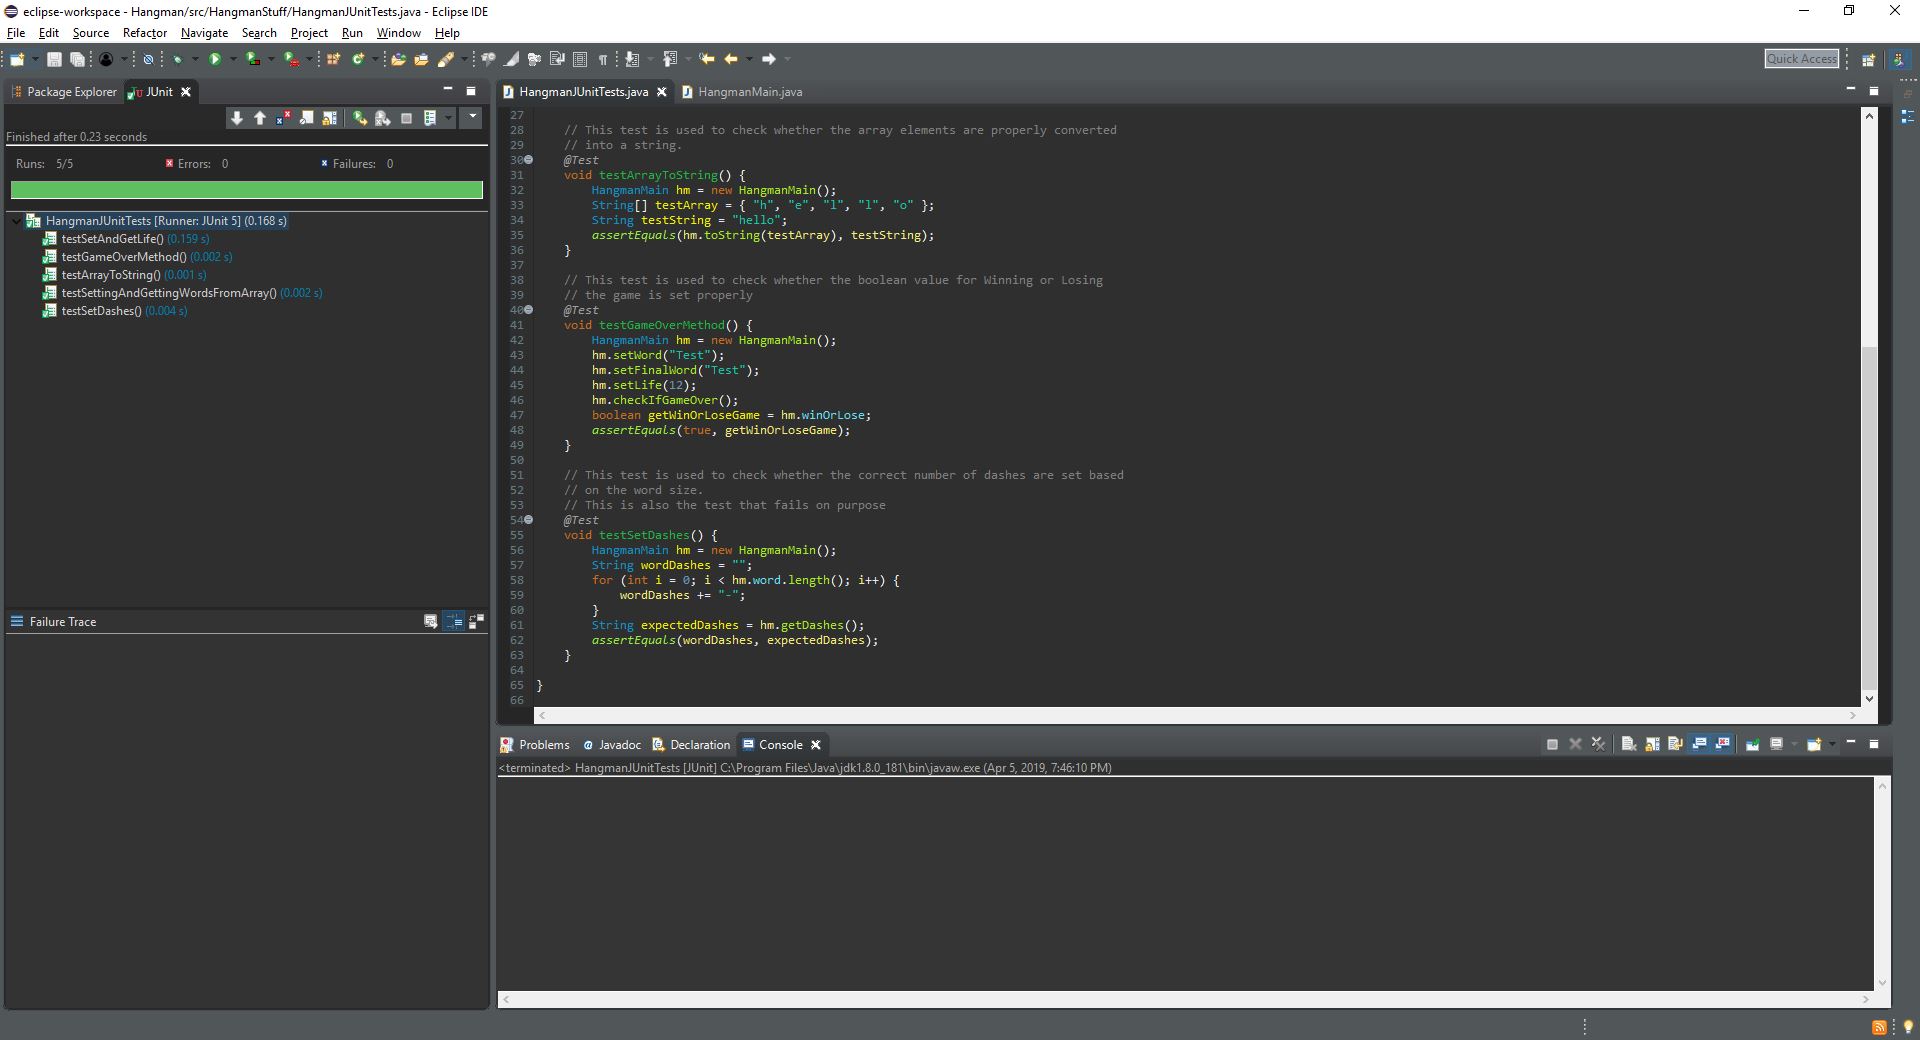 eclipse-workspace - Hangman/src/HangmanStuff/HangmanJUnitTests.java - Eclipse IDE
File Edit Source Refactor Navigate Search Project Run Window Help
Quick Access
Package Explorer JUnit
Finished after 0.23 seconds
Runs: 5/5 Errors: 0 Failures: 0
HangmanJUnitTests [Runner: JUnit 5] (0.168 s)
testSetAndGetLife() (0.159 s)
testGameOverMethod() (0.002 s)
testArrayToString() (0.001 s)
testSettingAndGettingWordsFromArray() (0.002 s)
testSetDashes() (0.004 s)
Failure Trace
HangmanJUnitTests.java HangmanMain.java
27
28 // This test is used to check whether the array elements are properly converted
29 // into a string.
30 @Test
31 void testArrayToString() {
32 HangmanMain hm = new HangmanMain();
33 String[] testArray = { "h", "e", "l", "l", "o" };
34 String testString = "hello";
35 assertEquals(hm.toString(testArray), testString);
36 }
37
38 // This test is used to check whether the boolean value for Winning or Losing
39 // the game is set properly
40 @Test
41 void testGameOverMethod() {
42 HangmanMain hm = new HangmanMain();
43 hm.setWord("Test");
44 hm.setFinalWord("Test");
45 hm.setLife(12);
46 hm.checkIfGameOver();
47 boolean getWinOrLoseGame = hm.winOrLose;
48 assertEquals(true, getWinOrLoseGame);
49 }
50
51 // This test is used to check whether the correct number of dashes are set based
52 // on the word size.
53 // This is also the test that fails on purpose
54 @Test
55 void testSetDashes() {
56 HangmanMain hm = new HangmanMain();
57 String wordDashes = "";
58 for (int i = 0; i < hm.word.length(); i++) {
59 wordDashes += "-";
60 }
61 String expectedDashes = hm.getDashes();
62 assertEquals(wordDashes, expectedDashes);
63 }
64
65 }
66
Problems Javadoc Declaration Console
<terminated> HangmanJUnitTests [JUnit] C:\Program Files\Java\jdk1.8.0_181\bin\javaw.exe (Apr 5, 2019, 7:46:10 PM)